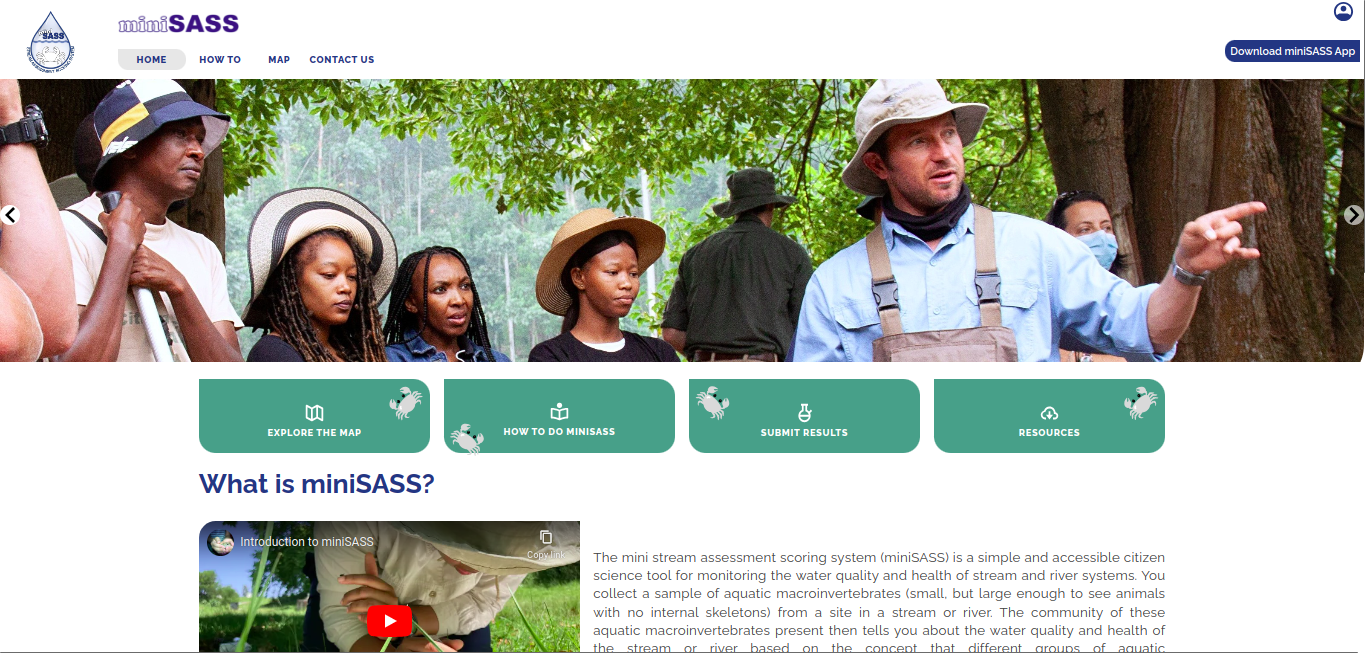 SASS
miniSASS
HOME
HOW TO
MAP
CONTACT US
Download miniSASS App
EXPLORE THE MAP
HOW TO DO MINISASS
SUBMIT RESULTS
RESOURCES
What is miniSASS?
Introduction to miniSASS
Copy link
The mini stream assessment scoring system (miniSASS) is a simple and accessible citizen
science tool for monitoring the water quality and health of stream and river systems. You
collect a sample of aquatic macroinvertebrates (small, but large enough to see animals
with no internal skeletons) from a site in a stream or river. The community of these
aquatic macroinvertebrates present then tells you about the water quality and health of
the stream or river based on the concept that different groups of aquatic